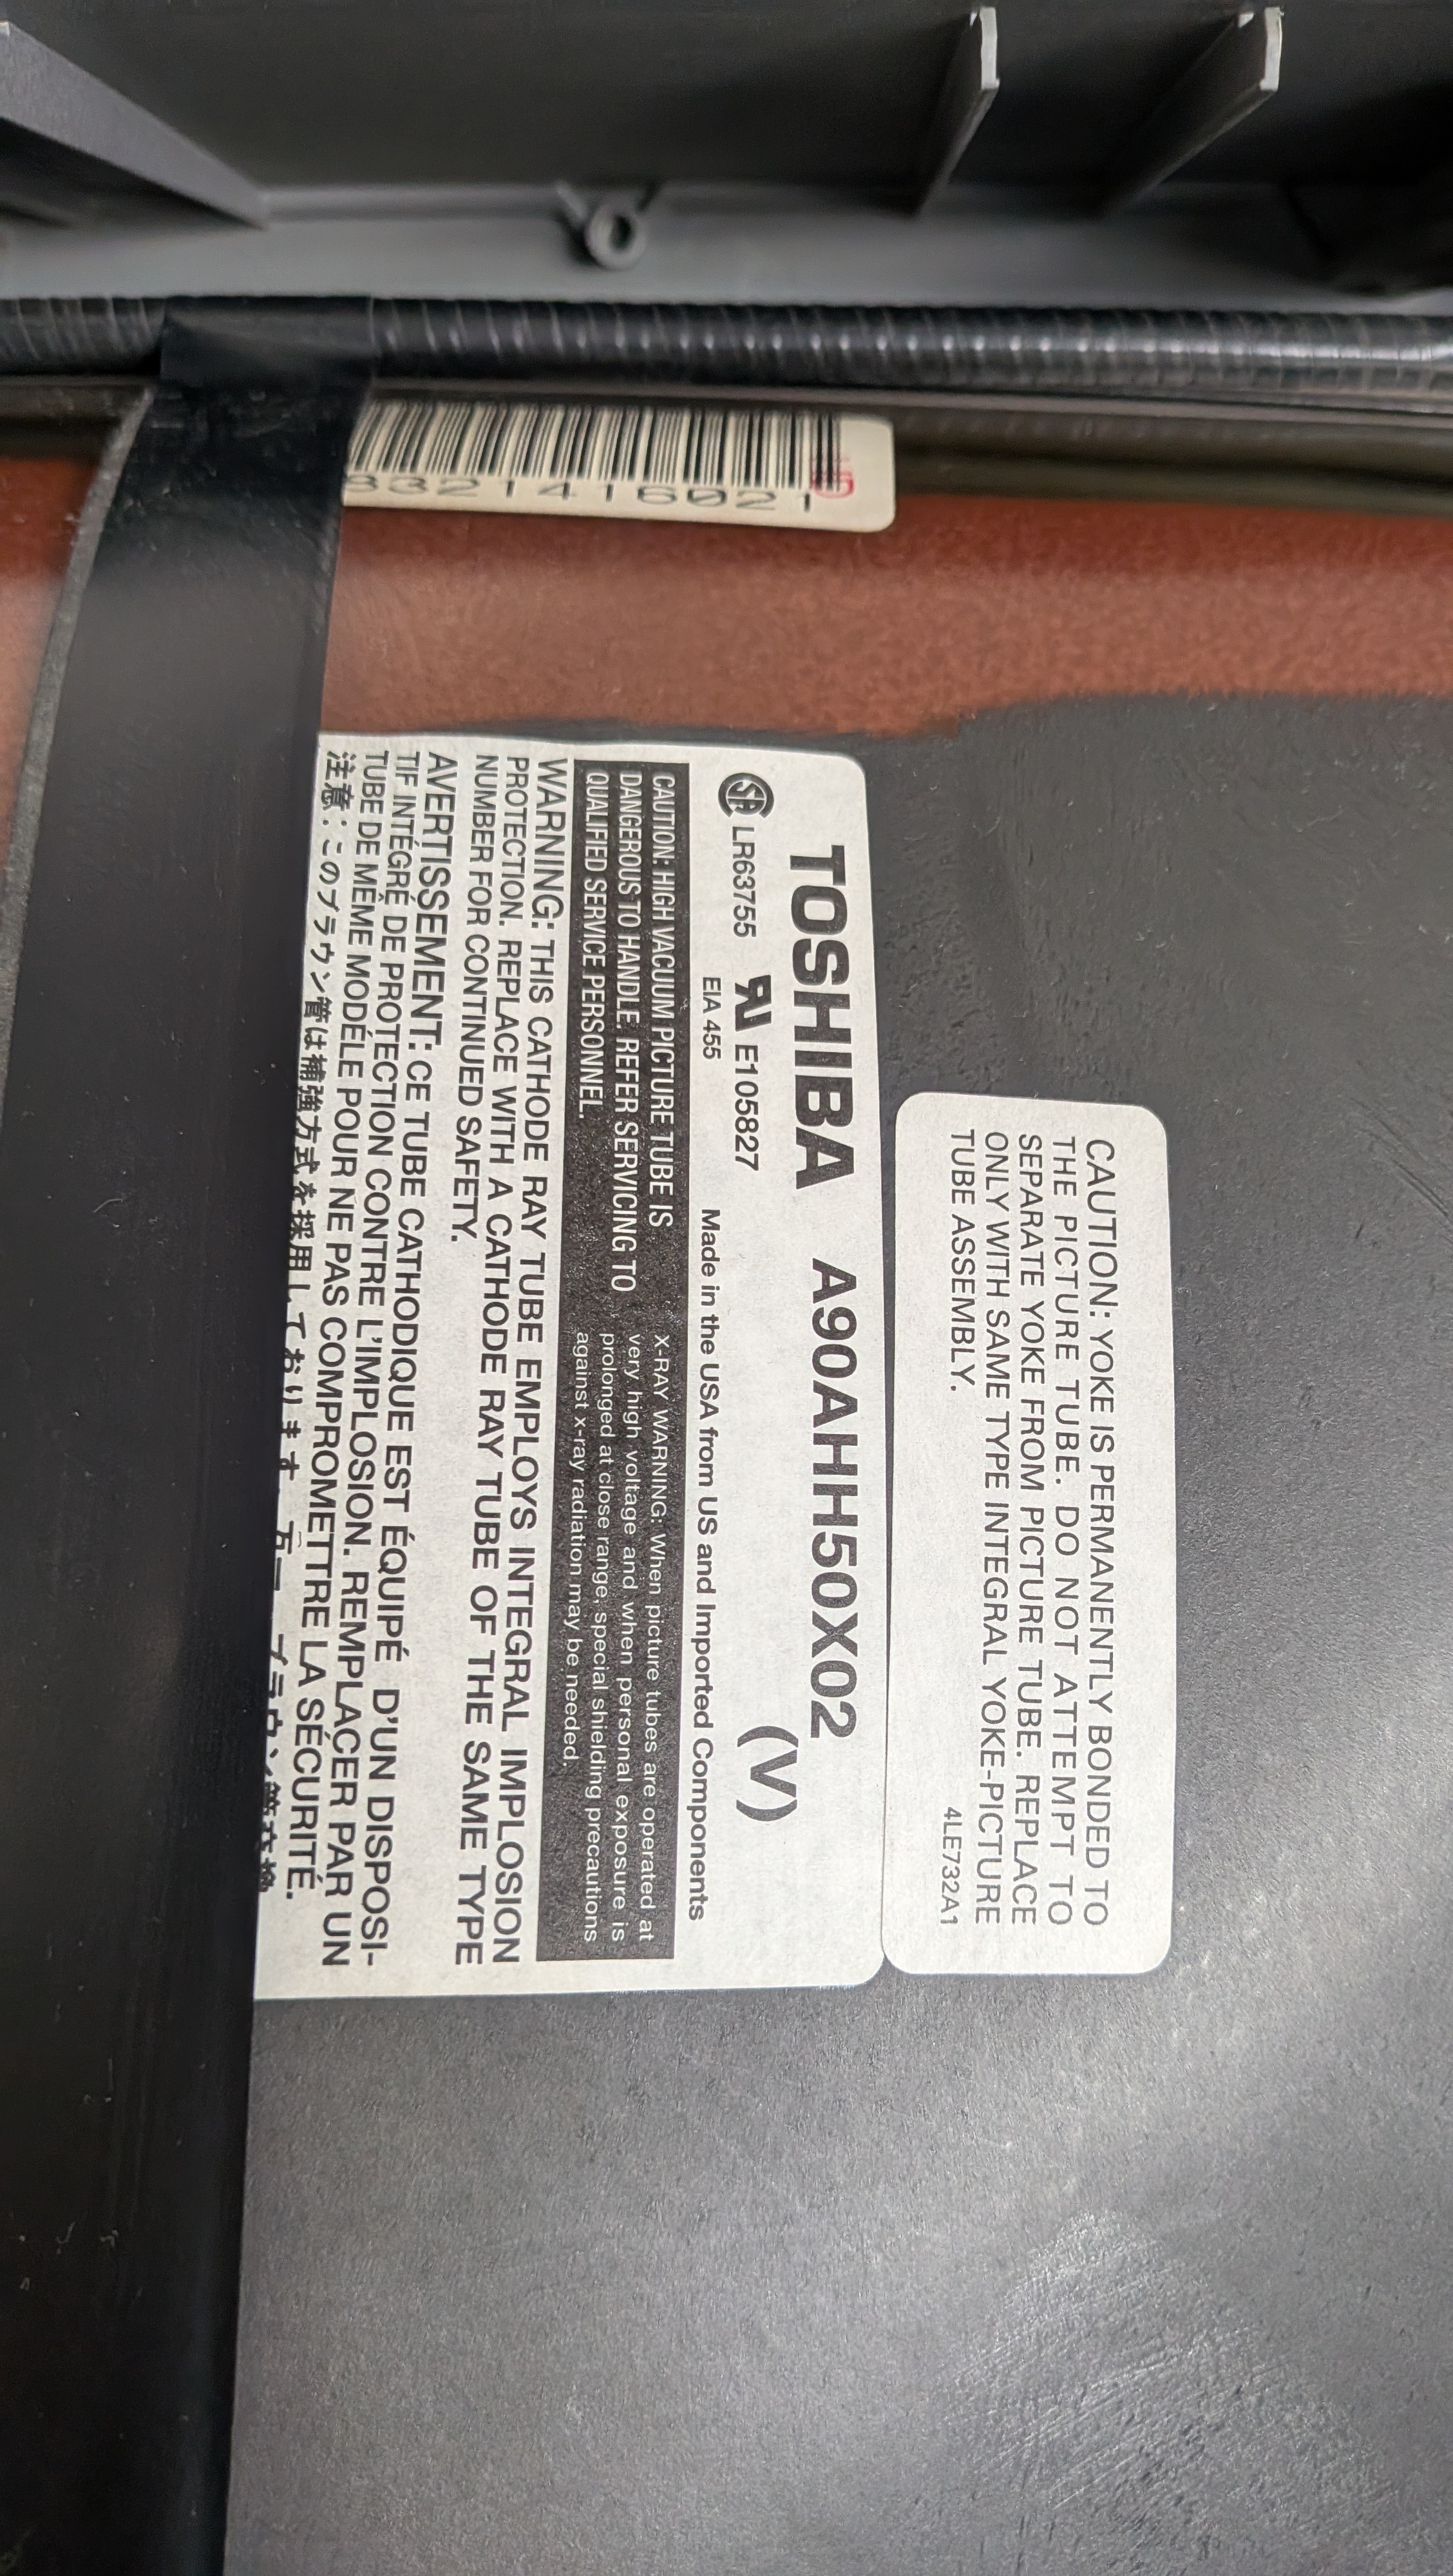 CAUTION: YOKE IS PERMANENTLY BONDED TO
THE PICTURE TUBE. DO NOT ATTEMPT TO
SEPARATE YOKE FROM PICTURE TUBE. REPLACE
ONLY WITH SAME TYPE INTEGRAL YOKE-PICTURE
TUBE ASSEMBLY.
4LE732A1
TOSHIBA A90AHH50X02
(V)
LR63755
E105827
EIA 455
Made in the USA from US and Imported Components
CAUTION: HIGH VACUUM PICTURE TUBE IS
DANGEROUS TO HANDLE. REFER SERVICING TO
QUALIFIED SERVICE PERSONNEL.
X-RAY WARNING: When picture tubes are operated at
very high voltage and when personal exposure is
prolonged at close range, special shielding precautions
against x-ray radiation may be needed.
WARNING: THIS CATHODE RAY TUBE EMPLOYS INTEGRAL IMPLOSION
PROTECTION. REPLACE WITH A CATHODE RAY TUBE OF THE SAME TYPE
NUMBER FOR CONTINUED SAFETY.
AVERTISSEMENT: CE TUBE CATHODIQUE EST ÉQUIPÉ D'UN DISPOSI-
TIF INTÉGRÉ DE PROTECTION CONTRE L'IMPLOSION. REMPLACER PAR UN
TUBE DE MÊME MODÉLE POUR NE PAS COMPROMETTRE LA SÉCURITÉ.
注意：このブラウン管は補強方式を採用しております
3321416021